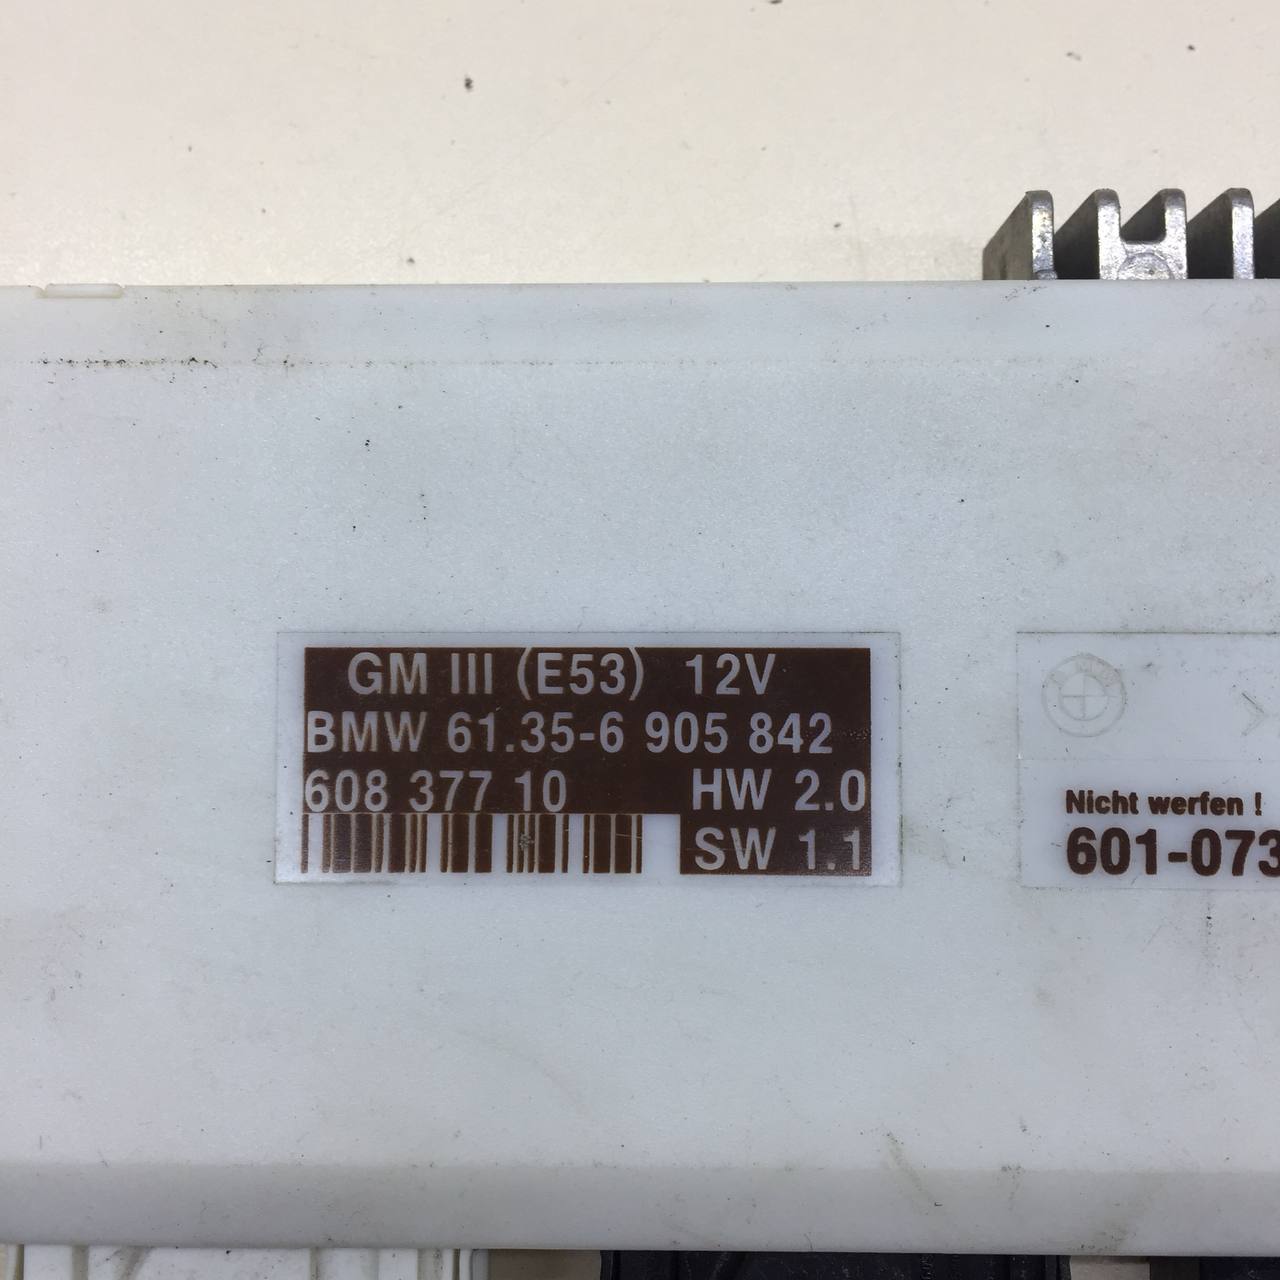 GM III (E53) 12V
BMW 61.35-6 905 842
608 377 10 HW 2.0
SW 1.1
Nicht werfen !
601-073